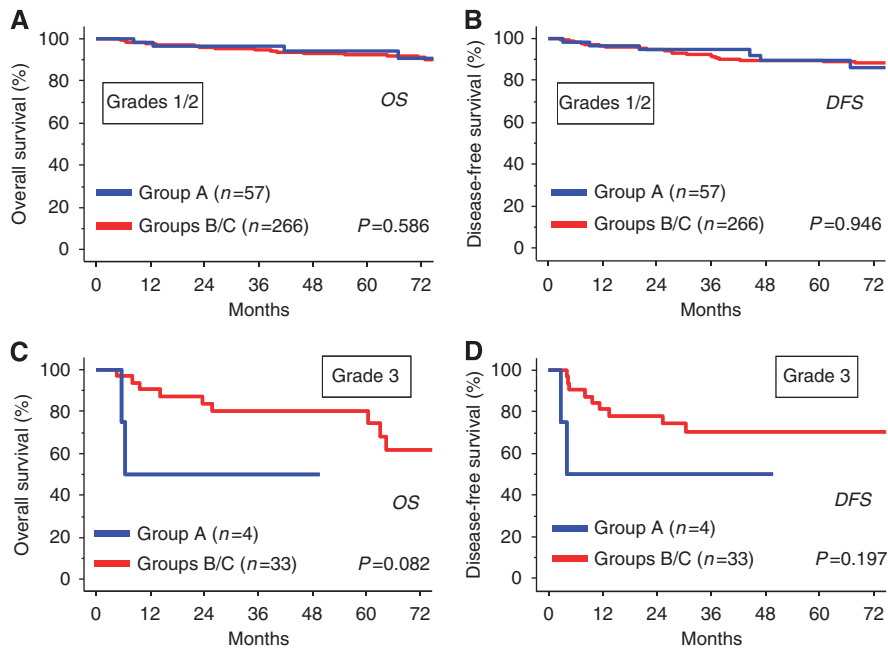 A
Overall survival (%)
100
80
60
40
20
0
Grades 1/2
OS
Group A (n=57)
Groups B/C (n=266)
P=0.586
0 12 24 36 48 60 72
Months
B
Disease-free survival (%)
100
80
60
40
20
0
Grades 1/2
DFS
Group A (n=57)
Groups B/C (n=266)
P=0.946
0 12 24 36 48 60 72
Months
C
Overall survival (%)
100
80
60
40
20
0
Grade 3
OS
Group A (n=4)
Groups B/C (n=33)
P=0.082
0 12 24 36 48 60 72
Months
D
Disease-free survival (%)
100
80
60
40
20
0
Grade 3
DFS
Group A (n=4)
Groups B/C (n=33)
P=0.197
0 12 24 36 48 60 72
Months